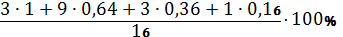 3 · 1 + 9 · 0,64 + 3 · 0,36 + 1 · 0,16
16
· 100%